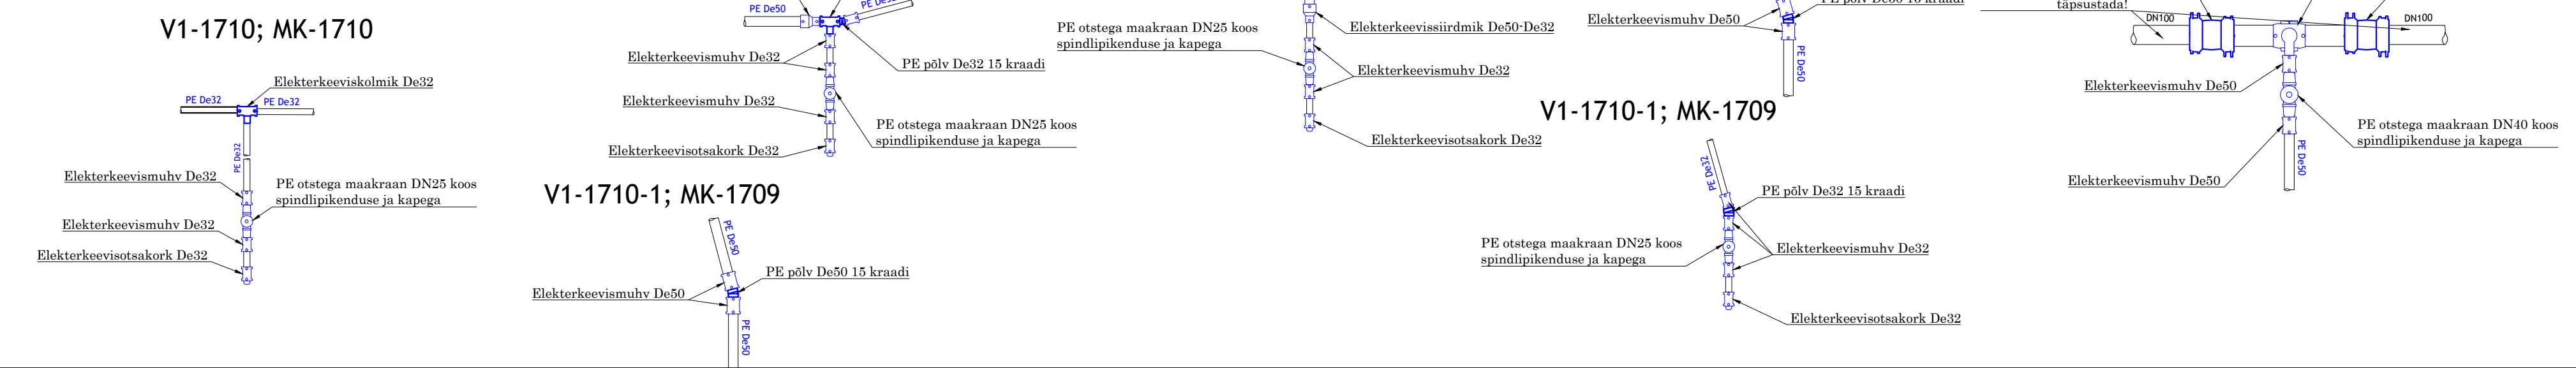 V1-1710; MK-1710
Elekterkeeviskolmik De32
PE De32
PE De32
PE De32
Elekterkeevismuhv De32
PE otstega maakraan DN25 koos
spindlipikenduse ja kapega
Elekterkeevismuhv De32
Elekterkeevisotsakork De32
PE De50
Elekterkeevismuhv De32
PE põlv De32 15 kraadi
Elekterkeevismuhv De32
PE otstega maakraan DN25 koos
spindlipikenduse ja kapega
Elekterkeevisotsakork De32
V1-1710-1; MK-1709
PE De50
PE põlv De50 15 kraadi
Elekterkeevismuhv De50
PE De50
PE otstega maakraan DN25 koos
spindlipikenduse ja kapega
Elekterkeevissiirdmik De50-De32
Elekterkeevismuhv De32
Elekterkeevisotsakork De32
Elekterkeevismuhv De50
PE De50
V1-1710-1; MK-1709
PE De32
PE põlv De32 15 kraadi
PE otstega maakraan DN25 koos
spindlipikenduse ja kapega
Elekterkeevismuhv De32
Elekterkeevisotsakork De32
täpsustada!
DN100
DN100
Elekterkeevismuhv De50
PE otstega maakraan DN40 koos
spindlipikenduse ja kapega
PE De50
Elekterkeevismuhv De50